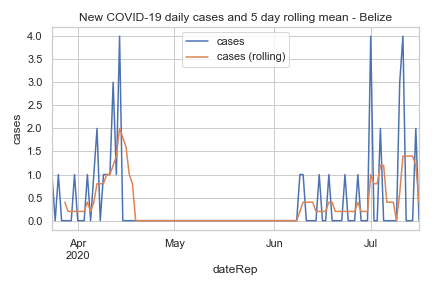 New COVID-19 daily cases and 5 day rolling mean - Belize
cases
cases (rolling)
4.0
3.5
3.0
2.5
2.0
1.5
1.0
0.5
0.0
cases
Apr
2020
May
Jun
Jul
dateRep